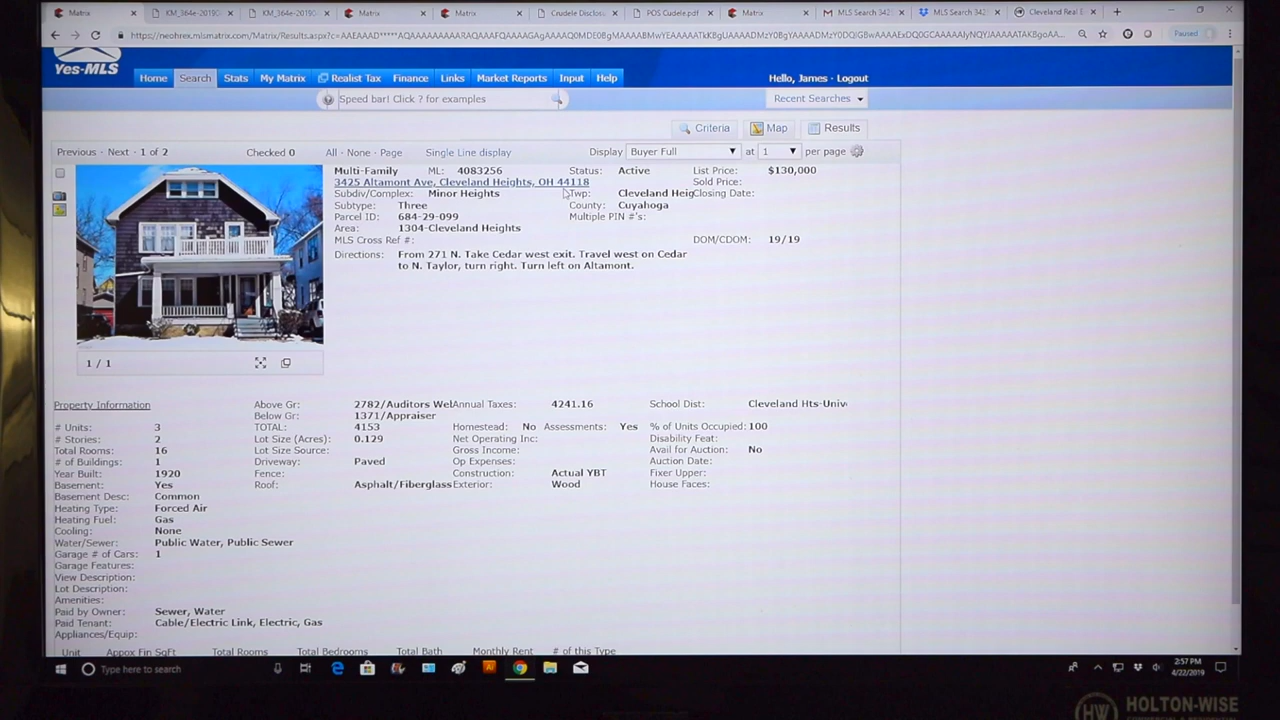 Matrix
KM_364e-2019C
KM_364e-2019C
Matrix
Matrix
Crudele Disclosu
POS Cudele.pdf
Matrix
MLS Search 342
MLS Search 342
Cleveland Real E
Paused
Yes-MLS
Home Search Stats My Matrix Realist Tax Finance Links Market Reports Input Help
Hello, James · Logout
Speed bar! Click ? for examples
Recent Searches
Criteria Map Results
Previous · Next · 1 of 2 Checked 0 All · None · Page Single Line display Display Buyer Full at 1 per page
Multi-Family ML: 4083256 Status: Active List Price: $130,000
3425 Altamont Ave, Cleveland Heights, OH 44118 Sold Price:
Subdiv/Complex: Minor Heights Twp: Cleveland Heig Closing Date:
Subtype: Three County: Cuyahoga
Parcel ID: 684-29-099 Multiple PIN #'s:
Area: 1304-Cleveland Heights
MLS Cross Ref #: DOM/CDOM: 19/19
Directions: From 271 N. Take Cedar west exit. Travel west on Cedar
to N. Taylor, turn right. Turn left on Altamont.
1 / 1
Property Information Above Gr: 2782/Auditors Wel Annual Taxes: 4241.16 School Dist: Cleveland Hts-Univ
Below Gr: 1371/Appraiser
# Units: 3 TOTAL: 4153 Homestead: No Assessments: Yes % of Units Occupied: 100
# Stories: 2 Lot Size (Acres): 0.129 Net Operating Inc: Disability Feat:
Total Rooms: 16 Lot Size Source: Gross Income: Avail for Auction: No
# of Buildings: 1 Driveway: Paved Op Expenses: Auction Date:
Year Built: 1920 Fence: Construction: Actual YBT Fixer Upper:
Basement: Yes Roof: Asphalt/Fiberglass Exterior: Wood House Faces:
Basement Desc: Common
Heating Type: Forced Air
Heating Fuel: Gas
Cooling: None
Water/Sewer: Public Water, Public Sewer
Garage # of Cars: 1
Garage Features:
View Description:
Lot Description:
Amenities:
Paid by Owner: Sewer, Water
Paid Tenant: Cable/Electric Link, Electric, Gas
Appliances/Equip:
Unit Appox Fin SqFt Total Rooms Total Bedrooms Total Bath Monthly Rent # of this Type
Type here to search
2:57 PM
4/22/2019
HW HOLTON-WISE